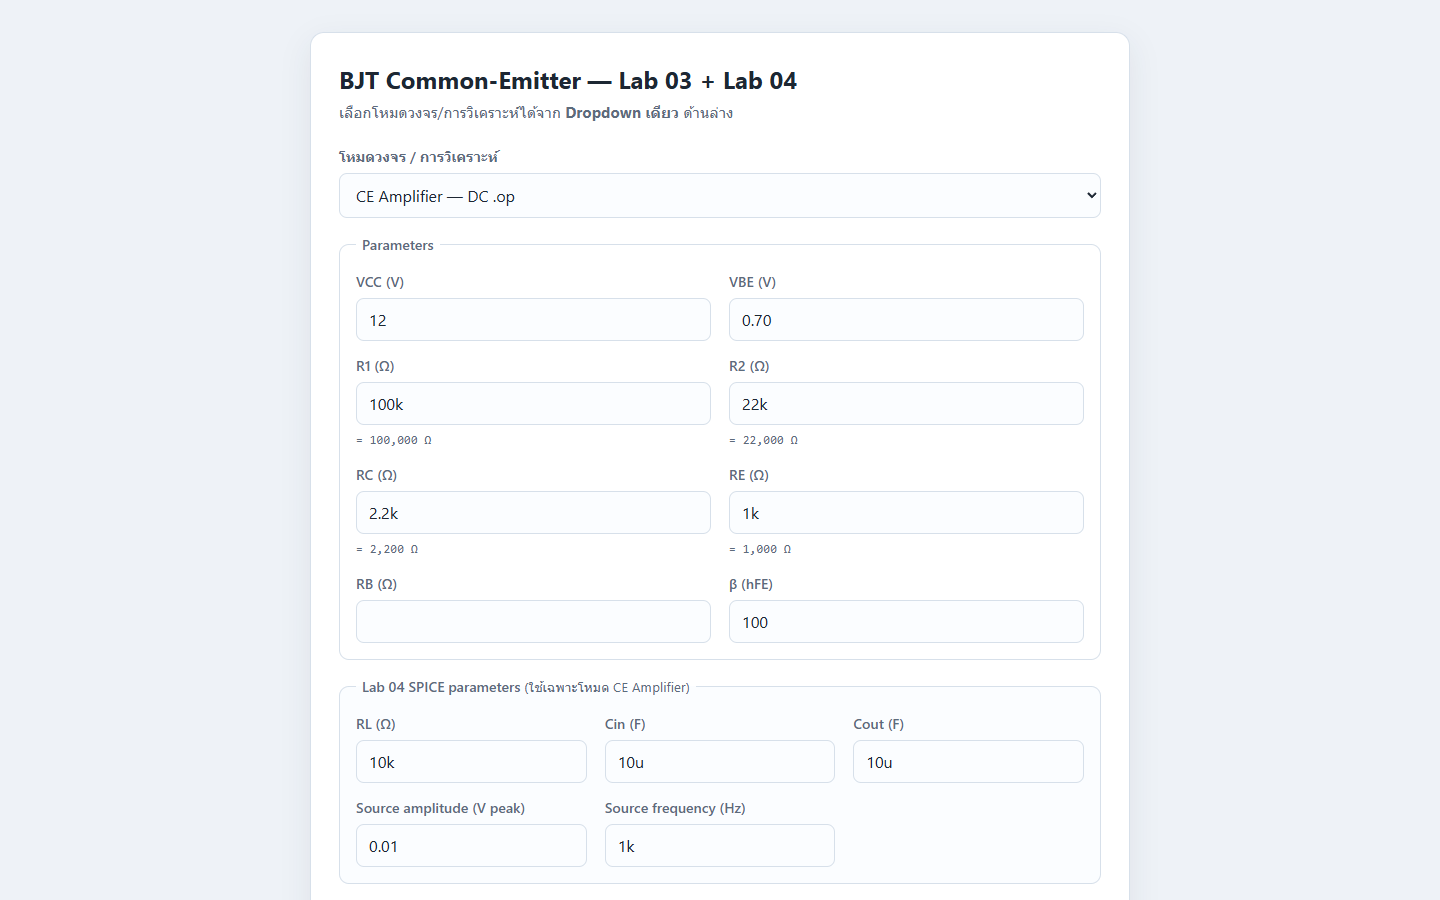 BJT Common-Emitter — Lab 03 + Lab 04
เลือกโหมดวงจร/การวิเคราะห์ได้จาก Dropdown เดียว ด้านล่าง
โหมดวงจร / การวิเคราะห์
CE Amplifier — DC .op
Parameters
VCC (V)
VBE (V)
12
0.70
R1 (Ω)
R2 (Ω)
100k
22k
= 100,000 Ω
= 22,000 Ω
RC (Ω)
RE (Ω)
2.2k
1k
= 2,200 Ω
= 1,000 Ω
RB (Ω)
β (hFE)
100
Lab 04 SPICE parameters (ใช้เฉพาะโหมด CE Amplifier)
RL (Ω)
Cin (F)
Cout (F)
10k
10u
10u
Source amplitude (V peak)
Source frequency (Hz)
0.01
1k